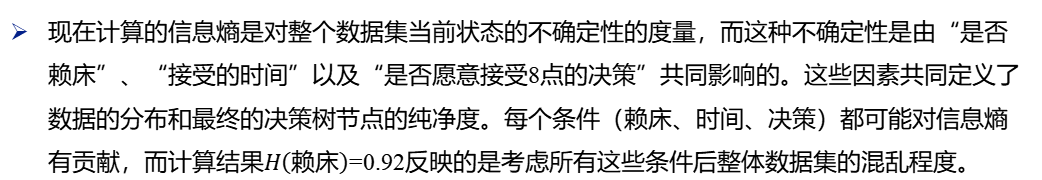 ➢ 现在计算的信息熵是对整个数据集当前状态的不确定性的度量，而这种不确定性是由“是否
赖床”、“接受的时间”以及“是否愿意接受8点的决策”共同影响的。这些因素共同定义了
数据的分布和最终的决策树节点的纯净度。每个条件（赖床、时间、决策）都可能对信息熵
有贡献，而计算结果H(赖床)=0.92反映的是考虑所有这些条件后整体数据集的混乱程度。